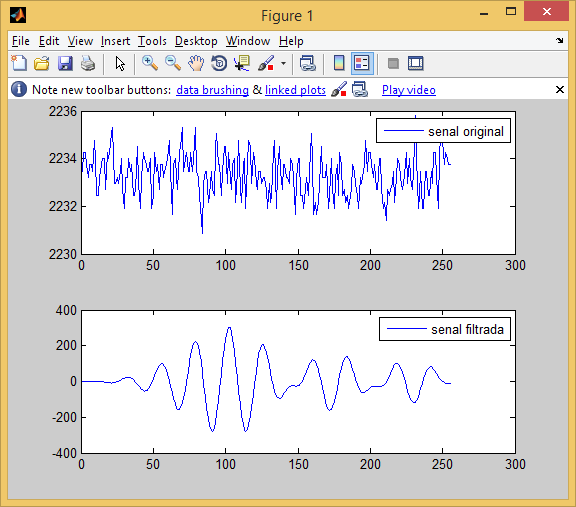 Figure 1
File Edit View Insert Tools Desktop Window Help
Note new toolbar buttons: data brushing & linked plots Play video
senal original
2236
2234
2232
2230
0 50 100 150 200 250 300
senal filtrada
400
200
0
-200
-400
0 50 100 150 200 250 300